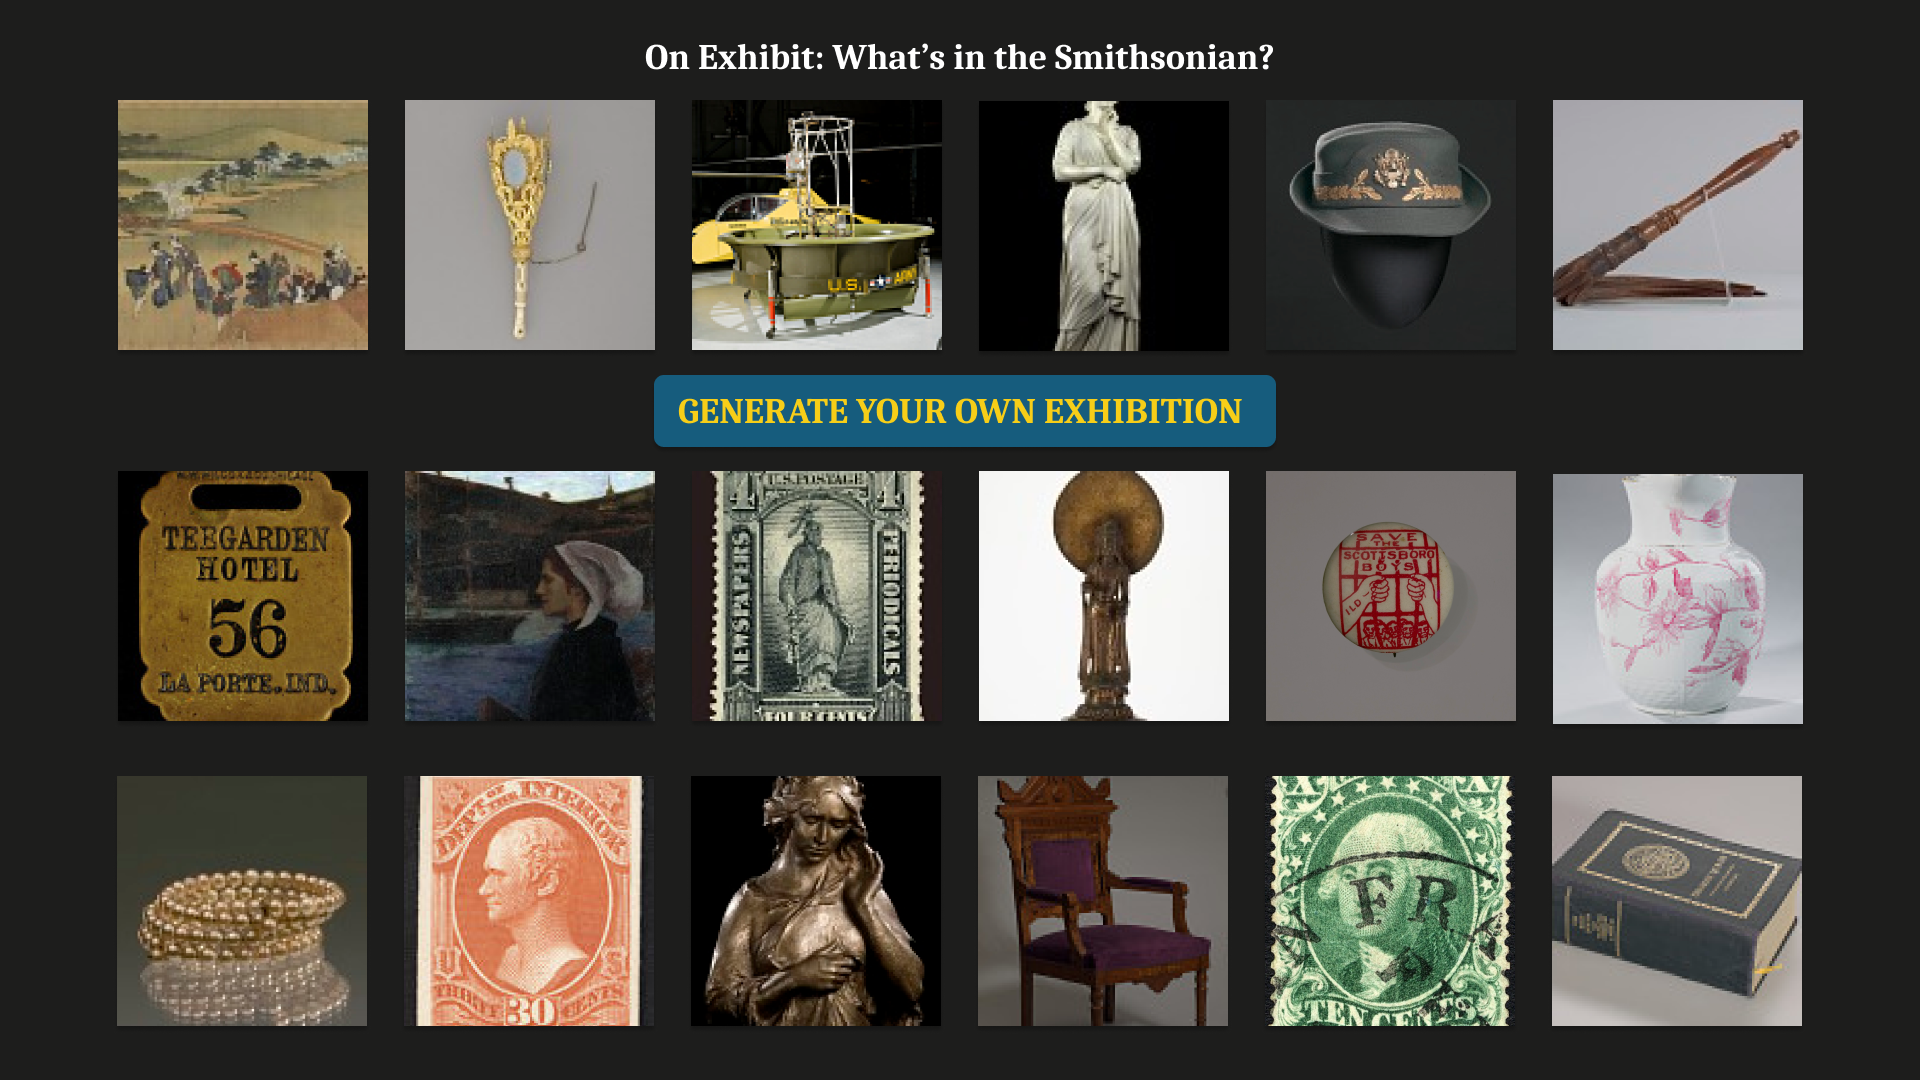 On Exhibit: What's in the Smithsonian?
U.S. ARMY
GENERATE YOUR OWN EXHIBITION
TEEGARDEN
HOTEL
56
LA PORTE, IND.
4 U.S. POSTAGE 4
NEWSPAPERS
PERIODICALS
FOUR CENTS
SAVE
THE
SCOTTSBORO
BOYS
ILD
DEPT OF THE INTERIOR
U S
THIRTY 30 CENTS
X X
FR
TEN CENTS